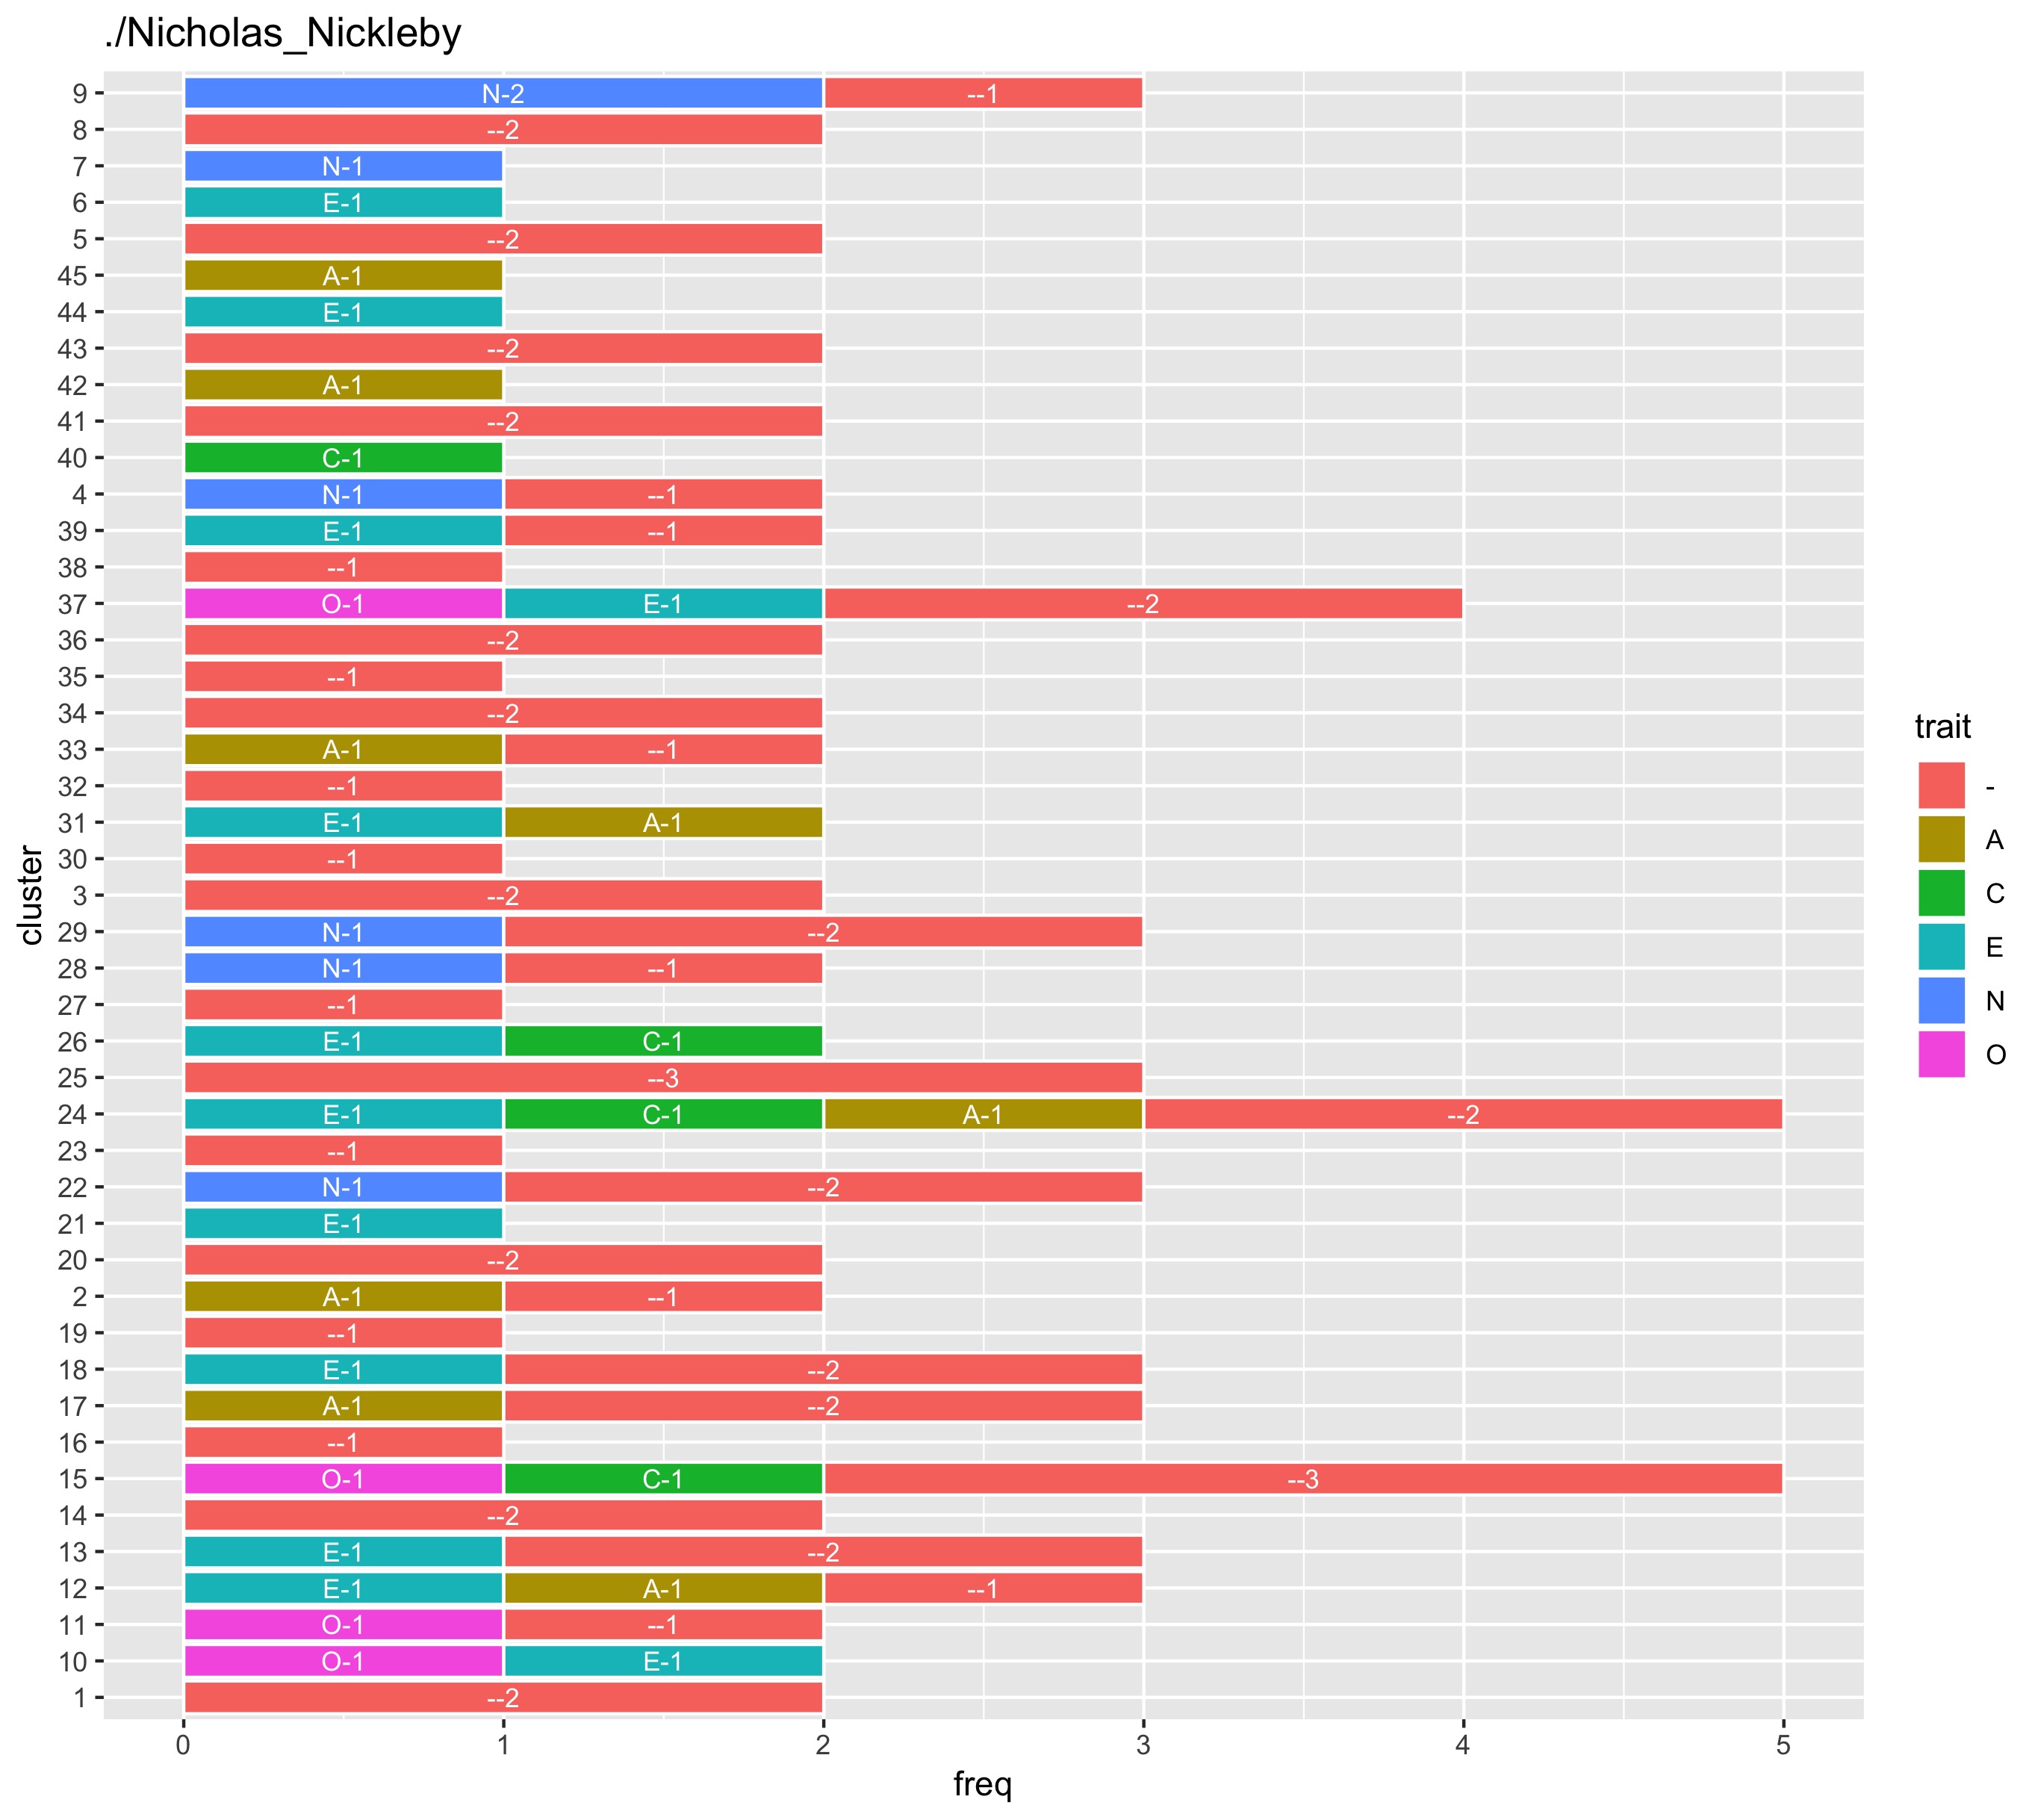 ./Nicholas_Nickleby
9 N-2 --1
8 --2
7 N-1
6 E-1
5 --2
45 A-1
44 E-1
43 --2
42 A-1
41 --2
40 C-1
4 N-1 --1
39 E-1 --1
38 --1
37 O-1 E-1 --2
36 --2
35 --1
34 --2
33 A-1 --1
32 --1
31 E-1 A-1
30 --1
3 --2
29 N-1 --2
28 N-1 --1
27 --1
26 E-1 C-1
25 --3
24 E-1 C-1 A-1 --2
23 --1
22 N-1 --2
21 E-1
20 --2
2 A-1 --1
19 --1
18 E-1 --2
17 A-1 --2
16 --1
15 O-1 C-1 --3
14 --2
13 E-1 --2
12 E-1 A-1 --1
11 O-1 --1
10 O-1 E-1
1 --2
0 1 2 3 4 5
freq
cluster
trait
-
A
C
E
N
O